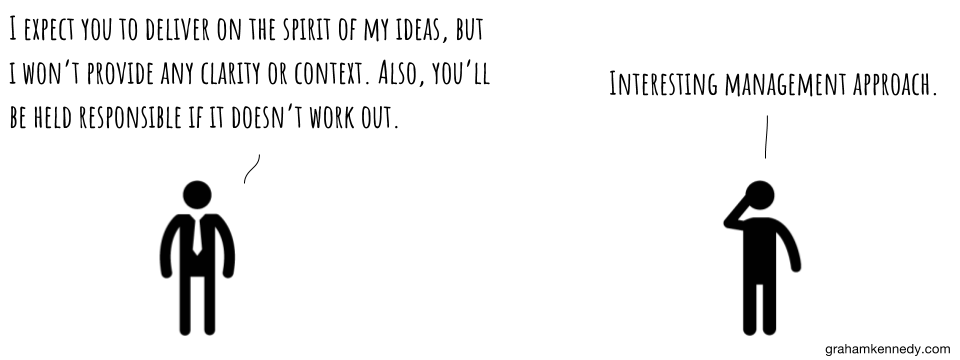 I expect you to deliver on the spirit of my ideas, but
i won't provide any clarity or context. Also, you'll
be held responsible if it doesn't work out.
Interesting management approach.
grahamkennedy.com